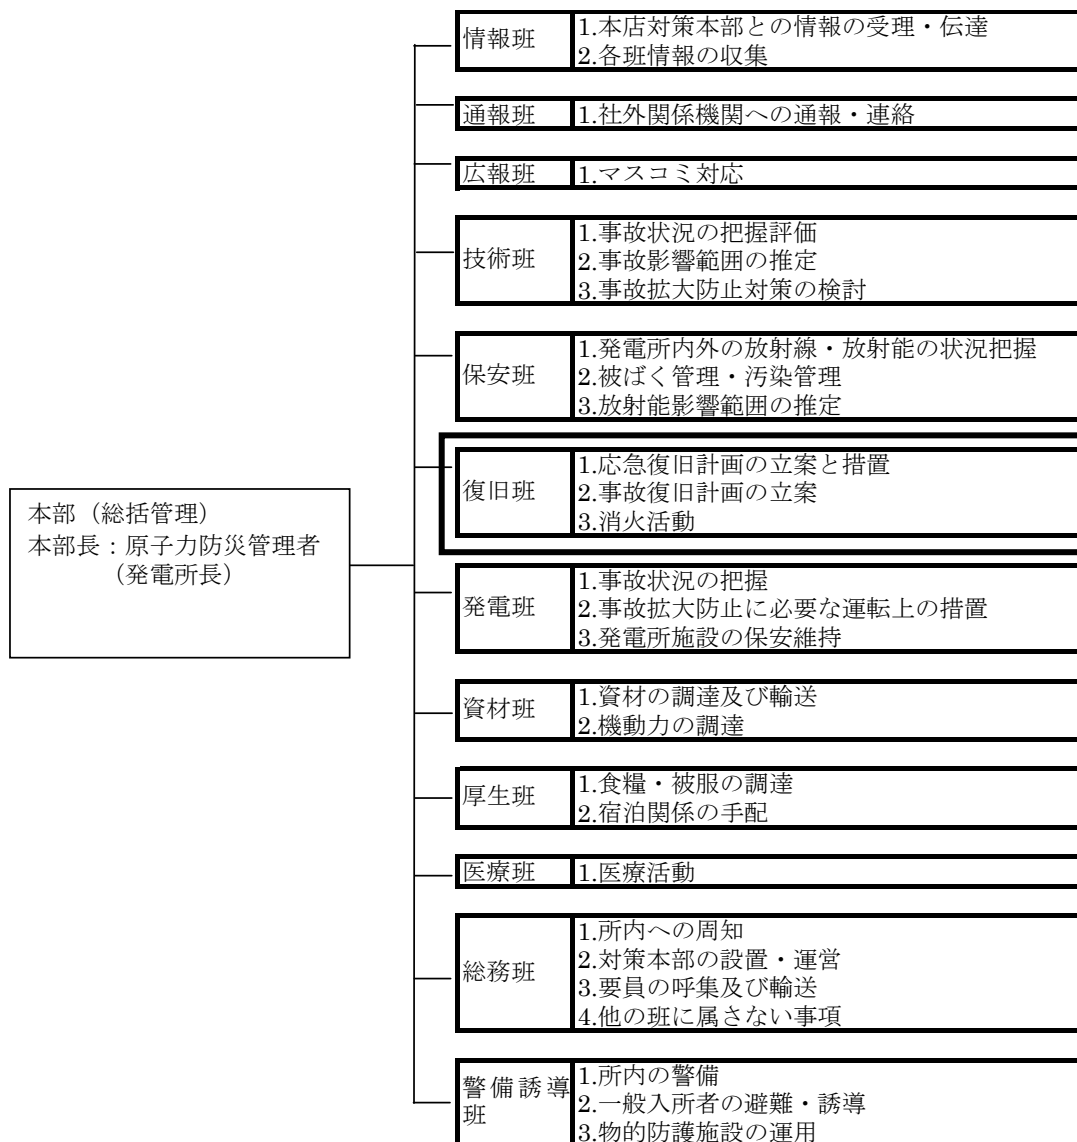 情報班
1.本店対策本部との情報の受理・伝達
2.各班情報の収集
通報班
1.社外関係機関への通報・連絡
広報班
1.マスコミ対応
技術班
1.事故状況の把握評価
2.事故影響範囲の推定
3.事故拡大防止対策の検討
保安班
1.発電所内外の放射線・放射能の状況把握
2.被ばく管理・汚染管理
3.放射能影響範囲の推定
本部（総括管理）
本部長：原子力防災管理者
（発電所長）
復旧班
1.応急復旧計画の立案と措置
2.事故復旧計画の立案
3.消火活動
発電班
1.事故状況の把握
2.事故拡大防止に必要な運転上の措置
3.発電所施設の保安維持
資材班
1.資材の調達及び輸送
2.機動力の調達
厚生班
1.食糧・被服の調達
2.宿泊関係の手配
医療班
1.医療活動
総務班
1.所内への周知
2.対策本部の設置・運営
3.要員の呼集及び輸送
4.他の班に属さない事項
警備誘導
班
1.所内の警備
2.一般入所者の避難・誘導
3.物的防護施設の運用